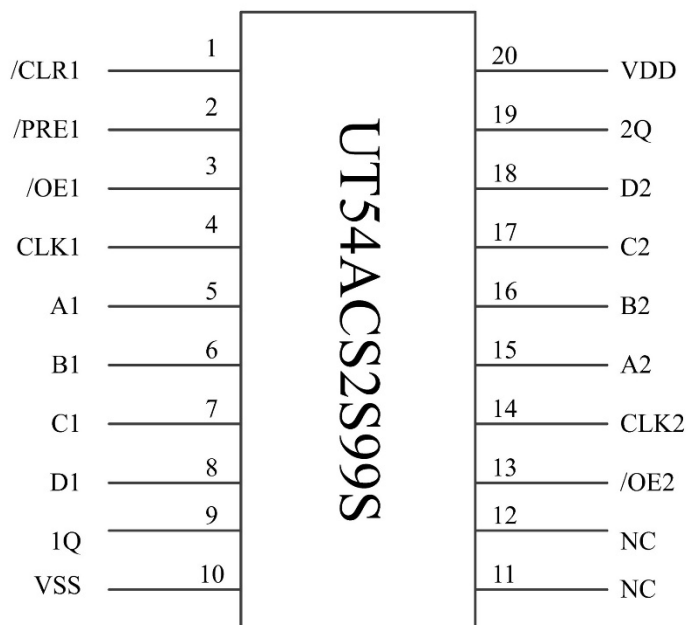 /CLR1 1 20 VDD
/PRE1 2 19 2Q
/OE1 3 18 D2
CLK1 4 17 C2
A1 5 16 B2
B1 6 15 A2
C1 7 14 CLK2
D1 8 13 /OE2
1Q 9 12 NC
VSS 10 11 NC
UT54ACS2S99S